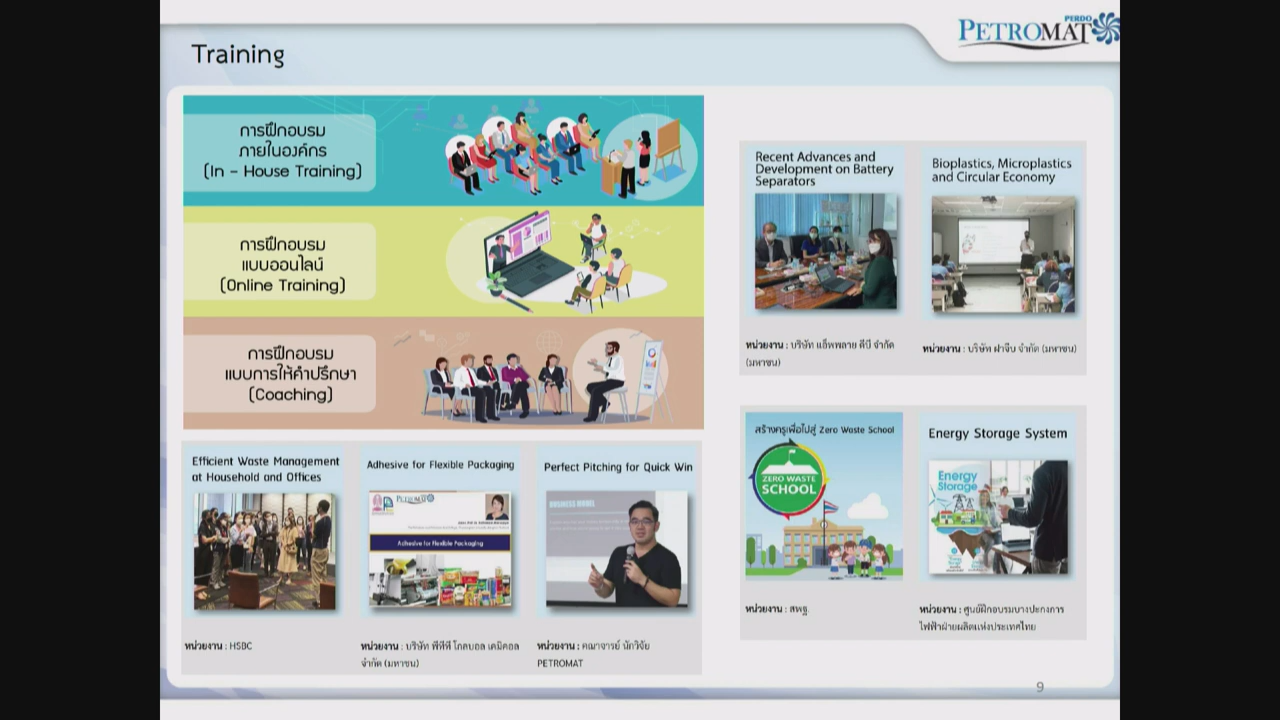 PERDO
PETROMAT
Training
การฝึกอบรม
ภายในองค์กร
(In - House Training)
การฝึกอบรม
แบบออนไลน์
(Online Training)
การฝึกอบรม
แบบการให้คำปรึกษา
(Coaching)
Recent Advances and
Development on Battery
Separators
หน่วยงาน : บริษัท แอ็พพลาย ดีบี จำกัด
(มหาชน)
Bioplastics, Microplastics
and Circular Economy
หน่วยงาน : บริษัท ฝาจีบ จำกัด (มหาชน)
Efficient Waste Management
at Household and Offices
หน่วยงาน : HSBC
Adhesive for Flexible Packaging
PETROMAT
Adhesive for Flexible Packaging
หน่วยงาน : บริษัท พีทีที โกลบอล เคมิคอล
จำกัด (มหาชน)
Perfect Pitching for Quick Win
BUSINESS MODEL
หน่วยงาน : คณาจารย์ นักวิจัย
PETROMAT
สร้างครูเพื่อไปสู่ Zero Waste School
ZERO WASTE
SCHOOL
หน่วยงาน : สพฐ.
Energy Storage System
Energy
Storage
หน่วยงาน : ศูนย์ฝึกอบรมบางปะกงการ
ไฟฟ้าฝ่ายผลิตแห่งประเทศไทย
9